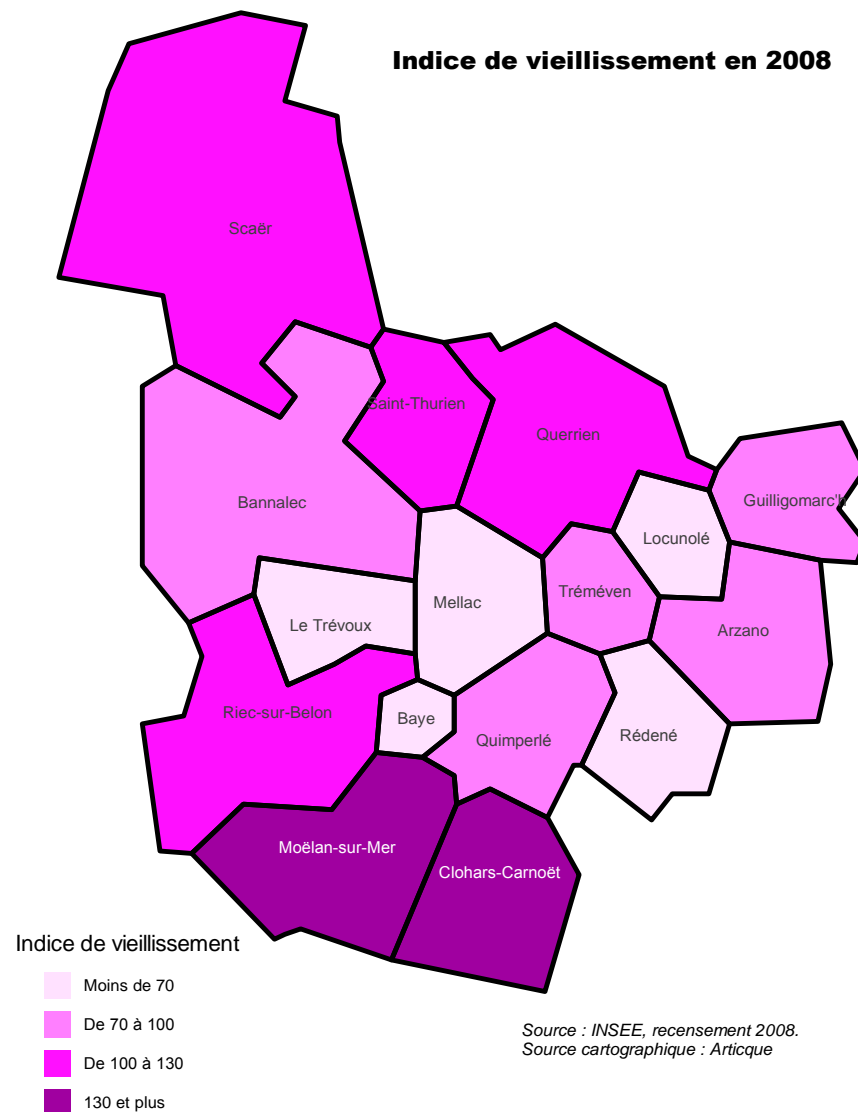 Indice de vieillissement en 2008
Scaër
Saint-Thurien
Querrien
Bannalec
Guilligomarc'h
Locunolé
Tréméven
Mellac
Le Trévoux
Arzano
Riec-sur-Belon
Baye
Quimperlé
Rédené
Moëlan-sur-Mer
Clohars-Carnoët
Indice de vieillissement
Moins de 70
De 70 à 100
De 100 à 130
130 et plus
Source : INSEE, recensement 2008.
Source cartographique : Articque